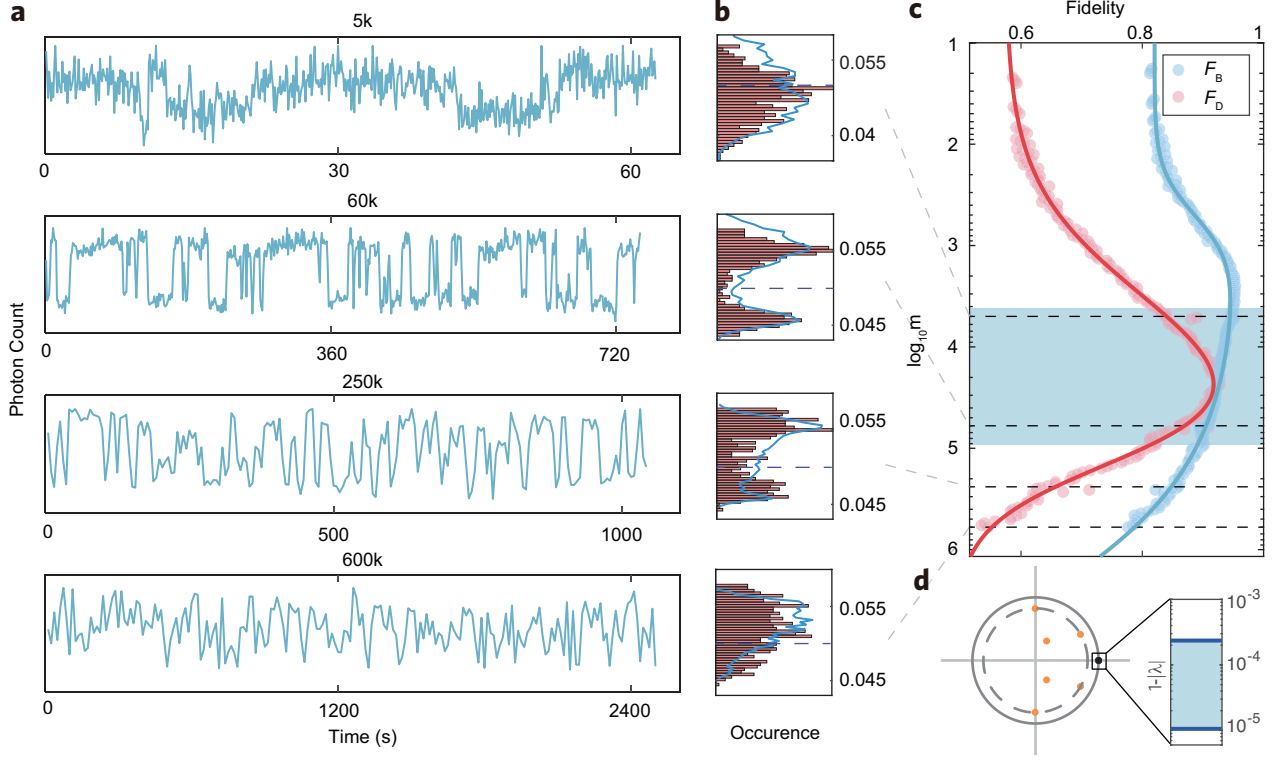 a
5k
0 30 60
60k
0 360 720
250k
0 500 1000
600k
0 1200 2400
Time (s)
Photon Count
b
0.055
0.04
0.055
0.045
0.055
0.045
0.055
0.045
Occurence
c
Fidelity
0.6 0.8 1
1
2
3
4
5
6
log₁₀m
F_B
F_D
d
1-|λ|
10⁻³
10⁻⁴
10⁻⁵